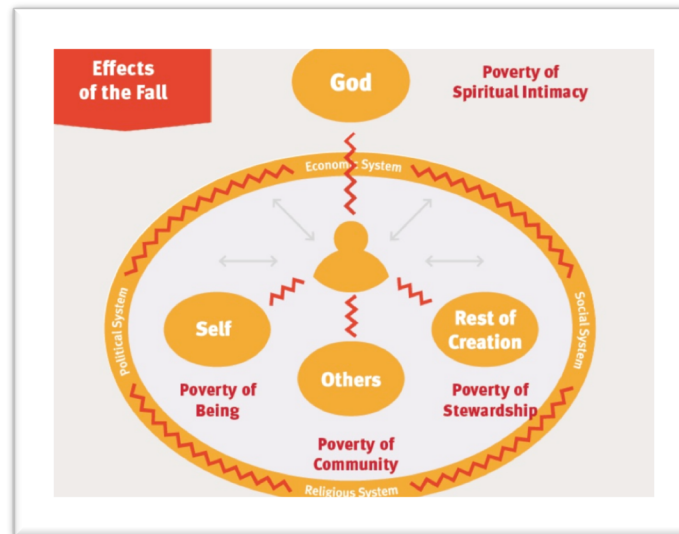 Effects
of the Fall
God
Poverty of
Spiritual Intimacy
Economic System
Political System
Social System
Self
Rest of
Creation
Others
Poverty of
Being
Poverty of
Stewardship
Poverty of
Community
Religious System